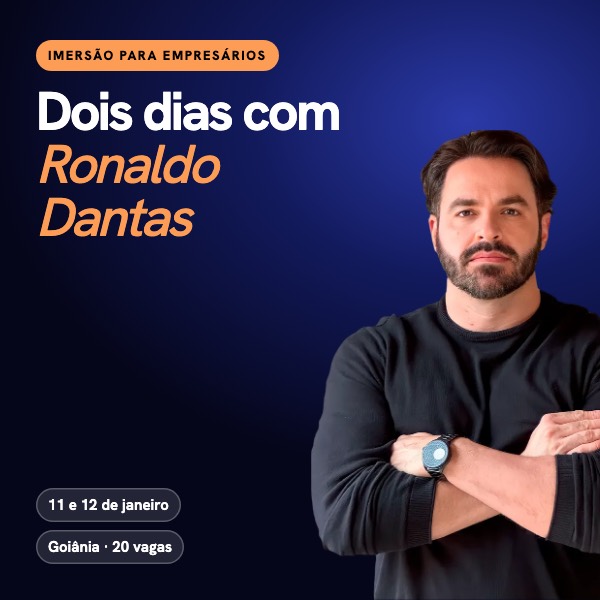 IMERSÃO PARA EMPRESÁRIOS
Dois dias com
Ronaldo
Dantas
11 e 12 de janeiro
Goiânia · 20 vagas